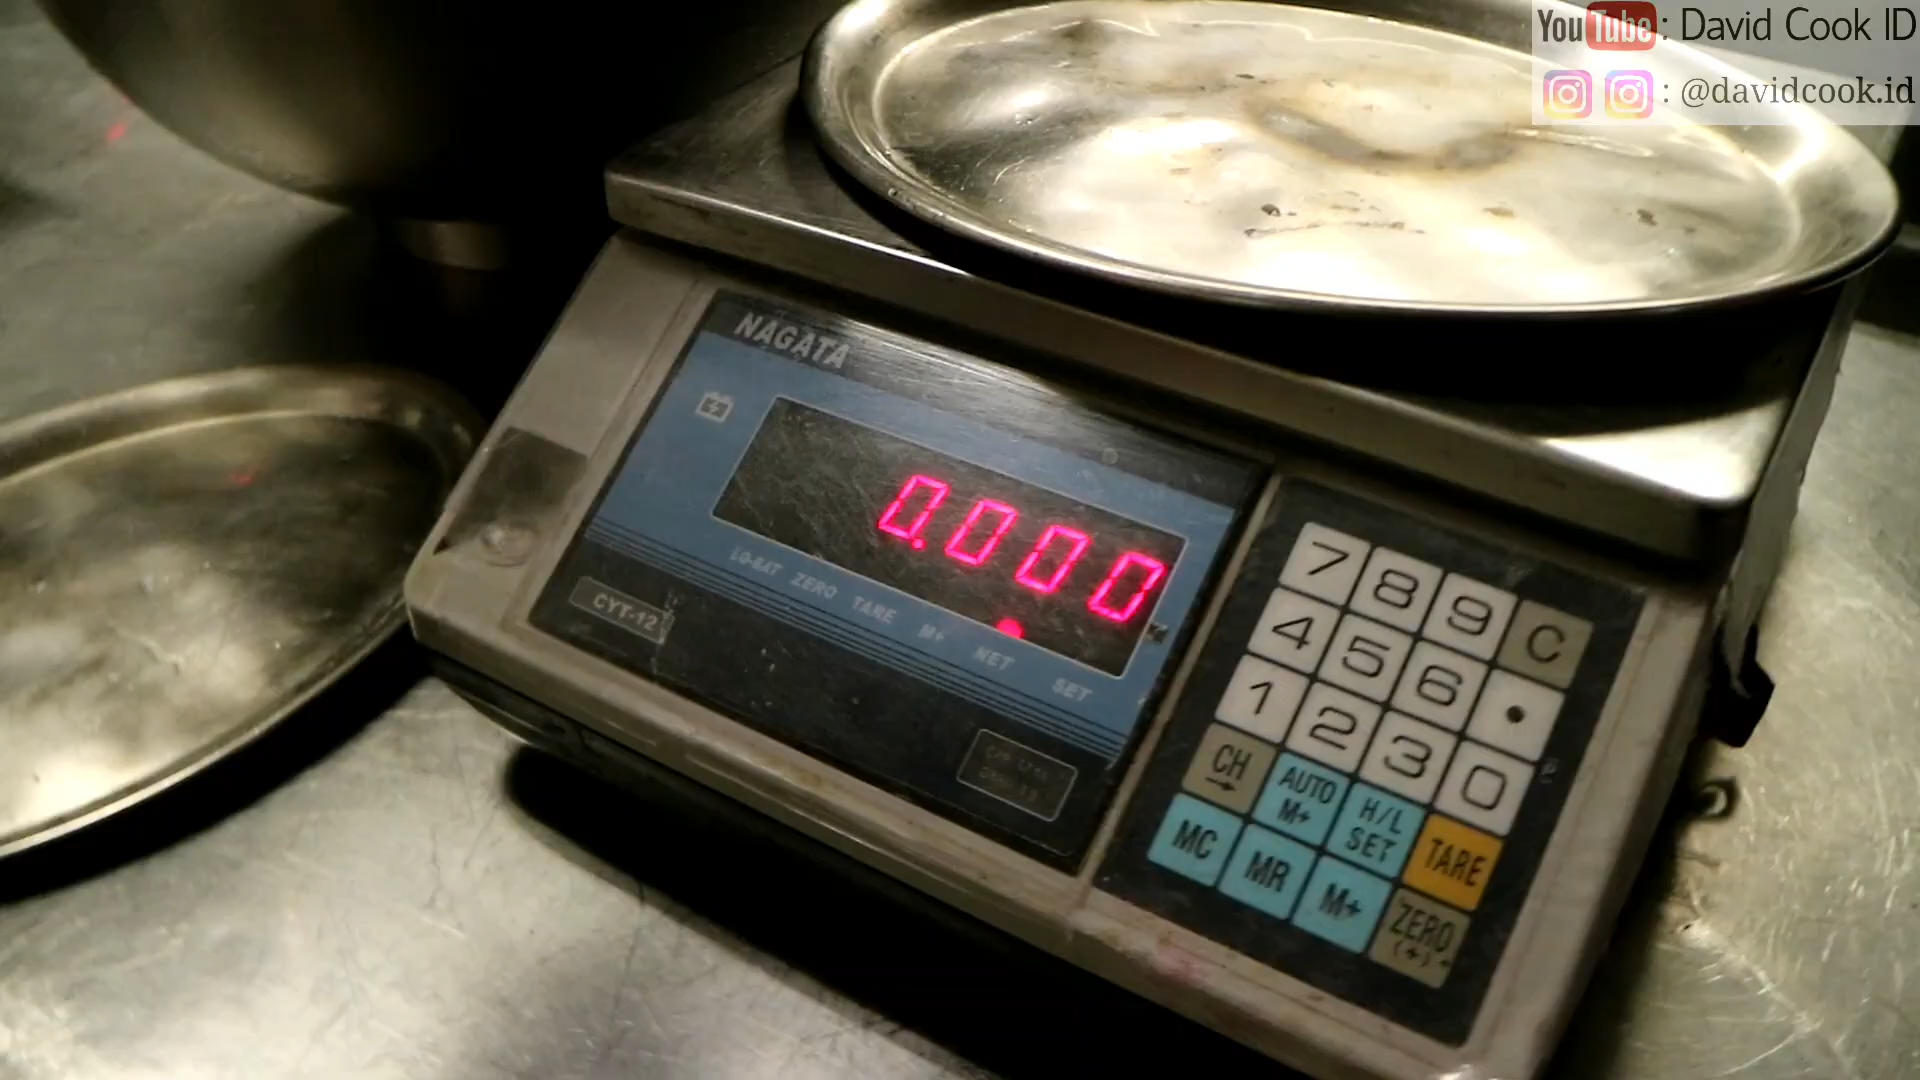 YouTube : David Cook ID
: @davidcook.id
NAGATA
0.000
LO-BAT ZERO TARE M+ NET SET
CYT-12
7 8 9 C
4 5 6 .
1 2 3 0
CH → AUTO M+ H/L SET TARE
MC MR M+ ZERO